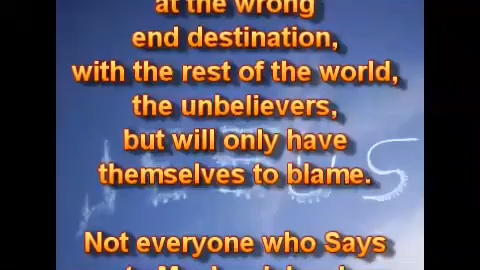 at the wrong
end destination,
with the rest of the world,
the unbelievers,
but will only have
themselves to blame.
JESUS
Not everyone who Says